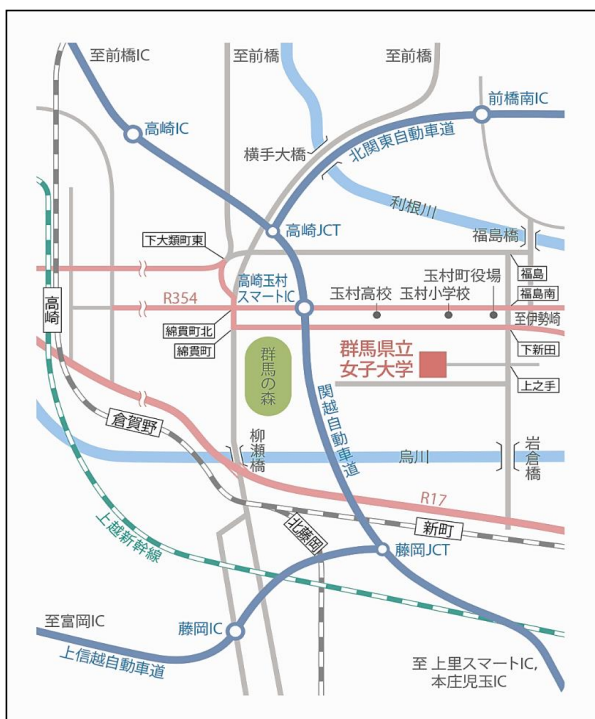 至前橋IC
至前橋
至前橋
高崎IC
前橋南IC
横手大橋
北関東自動車道
利根川
高崎JCT
福島橋
下大類町東
福島
高崎玉村
スマートIC
玉村町役場
玉村高校
玉村小学校
福島南
R354
至伊勢崎
高崎
綿貫町北
綿貫町
下新田
群馬の森
群馬県立
女子大学
上之手
関越自動車道
倉賀野
柳瀬橋
烏川
岩倉橋
R17
新町
上越新幹線
北藤岡
藤岡JCT
至富岡IC
藤岡IC
上信越自動車道
至 上里スマートIC,
本庄児玉IC